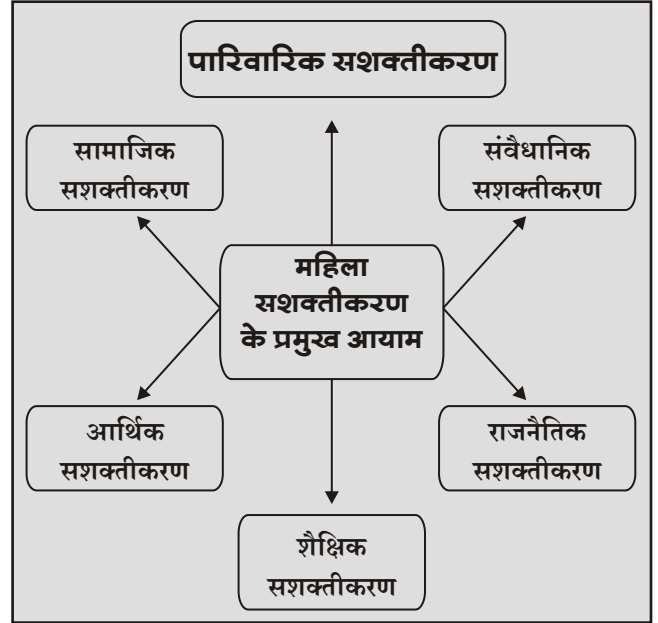 पारिवारिक सशक्तीकरण
सामाजिक
सशक्तीकरण
संवैधानिक
सशक्तीकरण
महिला
सशक्तीकरण
के प्रमुख आयाम
आर्थिक
सशक्तीकरण
राजनैतिक
सशक्तीकरण
शैक्षिक
सशक्तीकरण